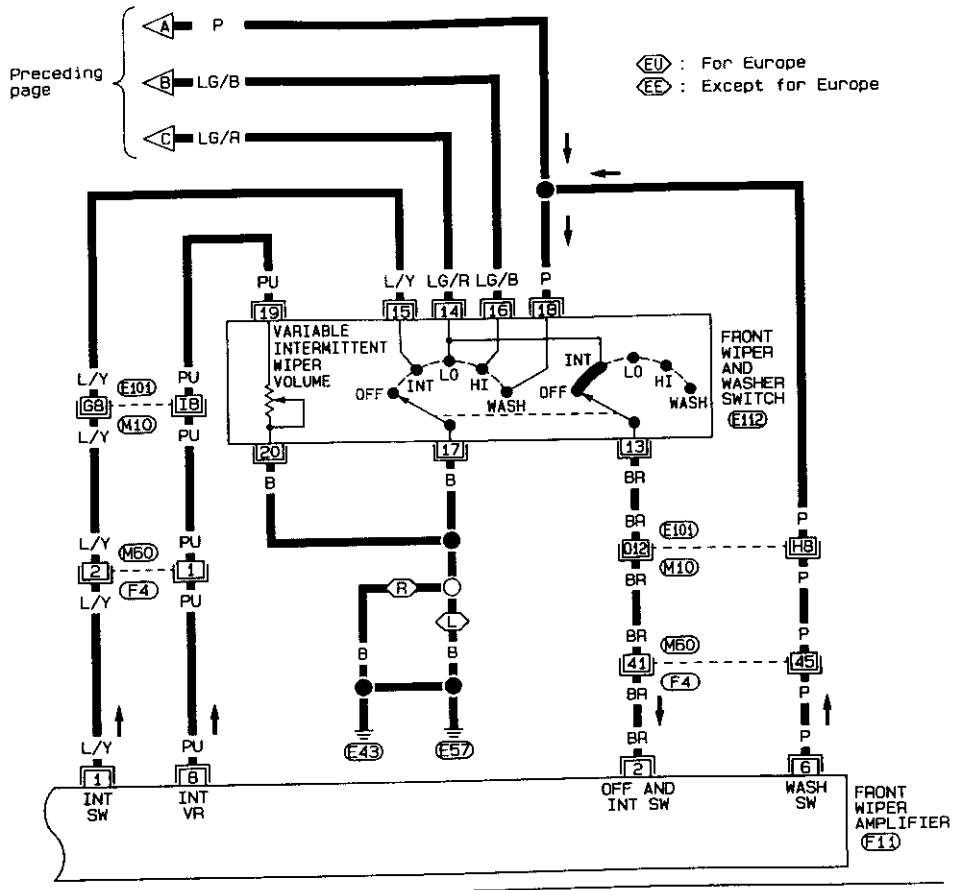 A P
Preceding page
B LG/B
C LG/R
EU : For Europe
EE : Except for Europe
PU L/Y LG/R LG/B P
19 15 14 16 18
VARIABLE INTERMITTENT WIPER VOLUME
OFF INT LO HI WASH
OFF INT LO HI WASH
FRONT WIPER AND WASHER SWITCH
E112
L/Y PU
G8 E101 I8
L/Y M10 PU
20 17 13
B B BR
BR E101 P
D12 H8
BR M10 P
L/Y M60 PU
2 1
L/Y F4 PU
R
L
B B
BR M60 P
41 45
BR F4 P
E43 E57
L/Y PU BR P
1 8 2 6
INT SW
INT VR
OFF AND INT SW
WASH SW
FRONT WIPER AMPLIFIER
F11